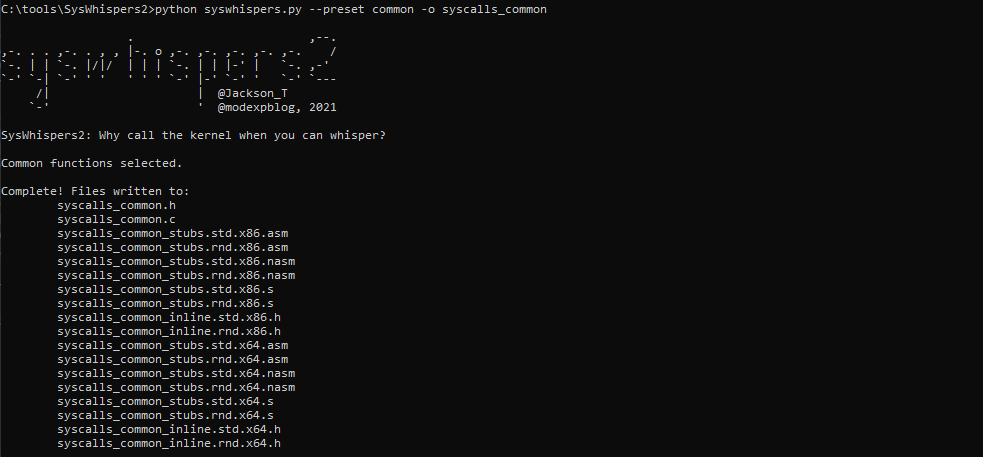 C:\tools\SysWhispers2>python syswhispers.py --preset common -o syscalls_common
                  .                         ,--.
,-. . . ,-. . , , |-. o ,-. ,-. ,-. ,-. ,-.    /
`-. | | `-. |/|/  | | | `-. | | |-' |   `-. ,-'
`-' `-| `-' ' '   ' ' ' `-' |-' `-' '   `-' `---
     /|                     |  @Jackson_T
    `-'                     '  @modexpblog, 2021
SysWhispers2: Why call the kernel when you can whisper?
Common functions selected.
Complete! Files written to:
        syscalls_common.h
        syscalls_common.c
        syscalls_common_stubs.std.x86.asm
        syscalls_common_stubs.rnd.x86.asm
        syscalls_common_stubs.std.x86.nasm
        syscalls_common_stubs.rnd.x86.nasm
        syscalls_common_stubs.std.x86.s
        syscalls_common_stubs.rnd.x86.s
        syscalls_common_inline.std.x86.h
        syscalls_common_inline.rnd.x86.h
        syscalls_common_stubs.std.x64.asm
        syscalls_common_stubs.rnd.x64.asm
        syscalls_common_stubs.std.x64.nasm
        syscalls_common_stubs.rnd.x64.nasm
        syscalls_common_stubs.std.x64.s
        syscalls_common_stubs.rnd.x64.s
        syscalls_common_inline.std.x64.h
        syscalls_common_inline.rnd.x64.h